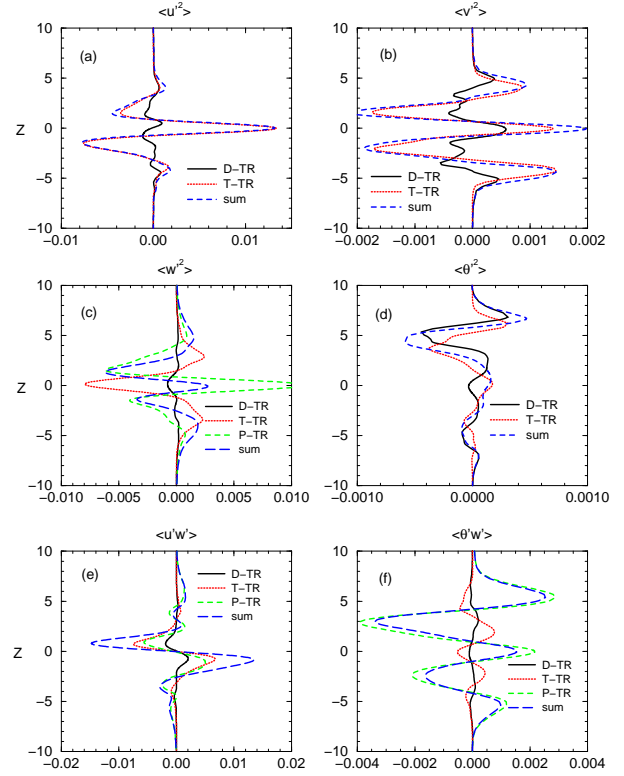 <u'²> <v'²>
10 10
(a) (b)
5 5
Z 0 0
D−TR D−TR
−5 T−TR −5 T−TR
sum sum
−10 −10
−0.01 0.00 0.01 −0.002 −0.001 0.000 0.001 0.002
<w'²> <θ'²>
10 10
(c) (d)
5 5
Z 0 0
D−TR D−TR
−5 T−TR −5 T−TR
P−TR sum
sum
−10 −10
−0.010 −0.005 0.000 0.005 0.010 −0.0010 0.0000 0.0010
<u'w'> <θ'w'>
10 10
(e) D−TR (f)
T−TR
5 P−TR 5
sum
Z 0 0
D−TR
−5 −5 T−TR
P−TR
sum
−10 −10
−0.02 −0.01 0.00 0.01 0.02 −0.004 −0.002 0.000 0.002 0.004